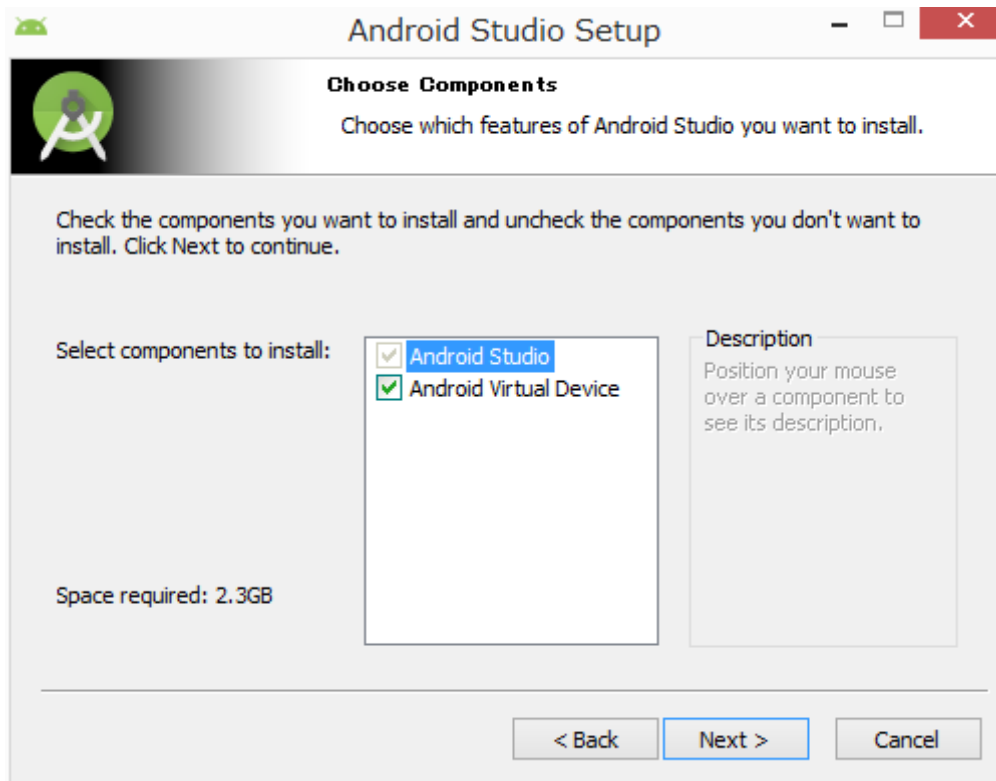 Android Studio Setup
Choose Components
Choose which features of Android Studio you want to install.
Check the components you want to install and uncheck the components you don't want to
install. Click Next to continue.
Select components to install:
Android Studio
Android Virtual Device
Description
Position your mouse
over a component to
see its description.
Space required: 2.3GB
< Back
Next >
Cancel